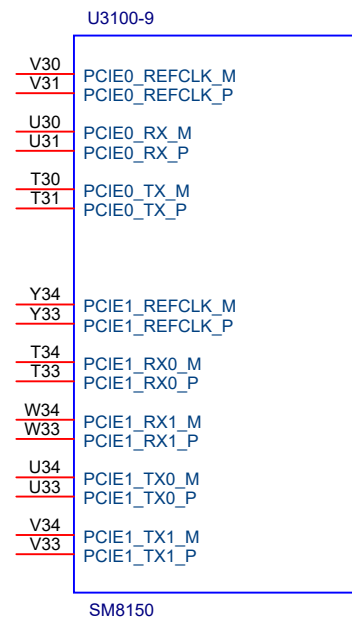 U3100-9
V30 PCIE0_REFCLK_M
V31 PCIE0_REFCLK_P
U30 PCIE0_RX_M
U31 PCIE0_RX_P
T30 PCIE0_TX_M
T31 PCIE0_TX_P
Y34 PCIE1_REFCLK_M
Y33 PCIE1_REFCLK_P
T34 PCIE1_RX0_M
T33 PCIE1_RX0_P
W34 PCIE1_RX1_M
W33 PCIE1_RX1_P
U34 PCIE1_TX0_M
U33 PCIE1_TX0_P
V34 PCIE1_TX1_M
V33 PCIE1_TX1_P
SM8150